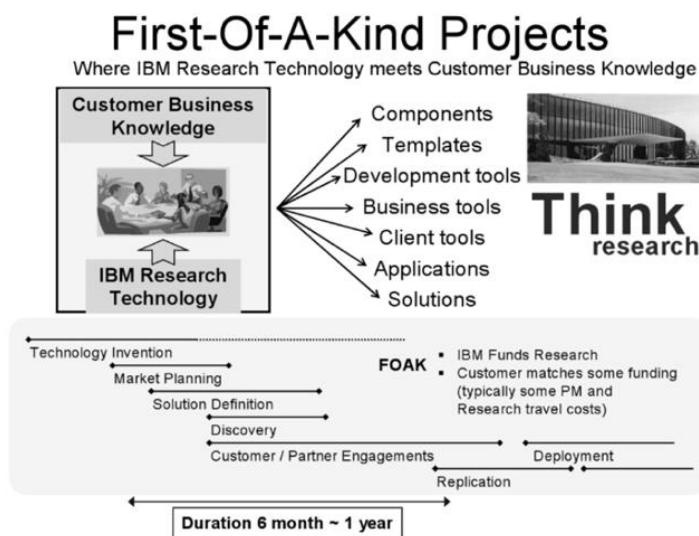 First-Of-A-Kind Projects
Where IBM Research Technology meets Customer Business Knowledge
Customer Business
Knowledge
IBM Research
Technology
Components
Templates
Development tools
Business tools
Client tools
Applications
Solutions
Think
research
Technology Invention
Market Planning
Solution Definition
Discovery
Customer / Partner Engagements
Deployment
Replication
FOAK
▪ IBM Funds Research
▪ Customer matches some funding
(typically some PM and
Research travel costs)
Duration 6 month ~ 1 year